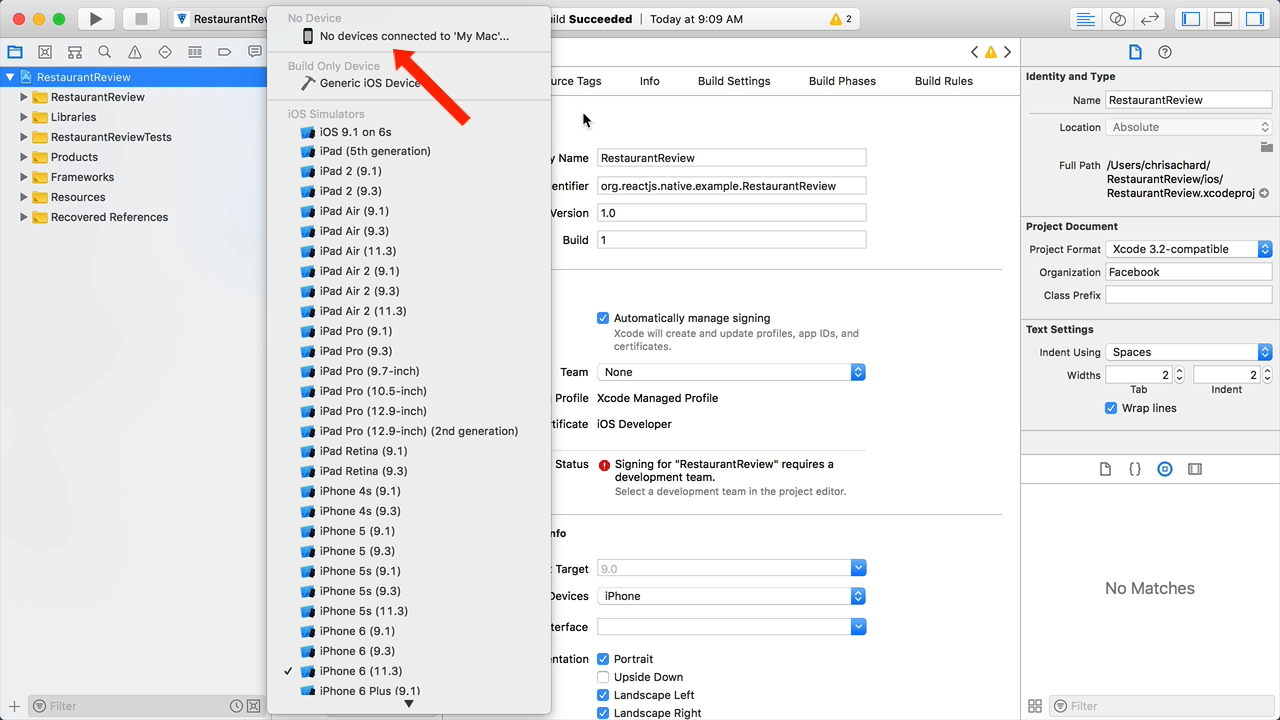 RestaurantRev
ild Succeeded | Today at 9:09 AM
2
No Device
No devices connected to 'My Mac'...
Build Only Device
Generic iOS Device
iOS Simulators
iOS 9.1 on 6s
iPad (5th generation)
iPad 2 (9.1)
iPad 2 (9.3)
iPad Air (9.1)
iPad Air (9.3)
iPad Air (11.3)
iPad Air 2 (9.1)
iPad Air 2 (9.3)
iPad Air 2 (11.3)
iPad Pro (9.1)
iPad Pro (9.3)
iPad Pro (9.7-inch)
iPad Pro (10.5-inch)
iPad Pro (12.9-inch)
iPad Pro (12.9-inch) (2nd generation)
iPad Retina (9.1)
iPad Retina (9.3)
iPhone 4s (9.1)
iPhone 4s (9.3)
iPhone 5 (9.1)
iPhone 5 (9.3)
iPhone 5s (9.1)
iPhone 5s (9.3)
iPhone 5s (11.3)
iPhone 6 (9.1)
iPhone 6 (9.3)
✓ iPhone 6 (11.3)
iPhone 6 Plus (9.1)
RestaurantReview
RestaurantReview
Libraries
RestaurantReviewTests
Products
Frameworks
Resources
Recovered References
Filter
urce Tags Info Build Settings Build Phases Build Rules
y Name RestaurantReview
entifier org.reactjs.native.example.RestaurantReview
Version 1.0
Build 1
Automatically manage signing
Xcode will create and update profiles, app IDs, and
certificates.
Team None
Profile Xcode Managed Profile
tificate iOS Developer
Status Signing for "RestaurantReview" requires a
development team.
Select a development team in the project editor.
nfo
t Target 9.0
Devices iPhone
terface
ntation Portrait
Upside Down
Landscape Left
Landscape Right
Identity and Type
Name RestaurantReview
Location Absolute
Full Path /Users/chrisachard/
RestaurantReview/ios/
RestaurantReview.xcodeproj
Project Document
Project Format Xcode 3.2-compatible
Organization Facebook
Class Prefix
Text Settings
Indent Using Spaces
Widths 2 2
Tab Indent
Wrap lines
{}
No Matches
Filter